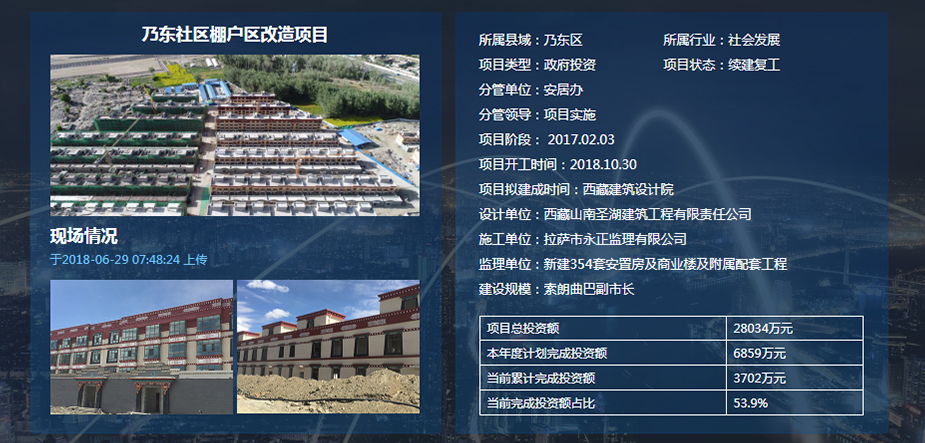 乃东社区棚户区改造项目
现场情况
于2018-06-29 07:48:24 上传
所属县域：乃东区
所属行业：社会发展
项目类型：政府投资
项目状态：续建复工
分管单位：安居办
分管领导：项目实施
项目阶段： 2017.02.03
项目开工时间：2018.10.30
项目拟建成时间：西藏建筑设计院
设计单位：西藏山南圣湖建筑工程有限责任公司
施工单位：拉萨市永正监理有限公司
监理单位：新建354套安置房及商业楼及附属配套工程
建设规模：索朗曲巴副市长
项目总投资额 28034万元
本年度计划完成投资额 6859万元
当前累计完成投资额 3702万元
当前完成投资额占比 53.9%